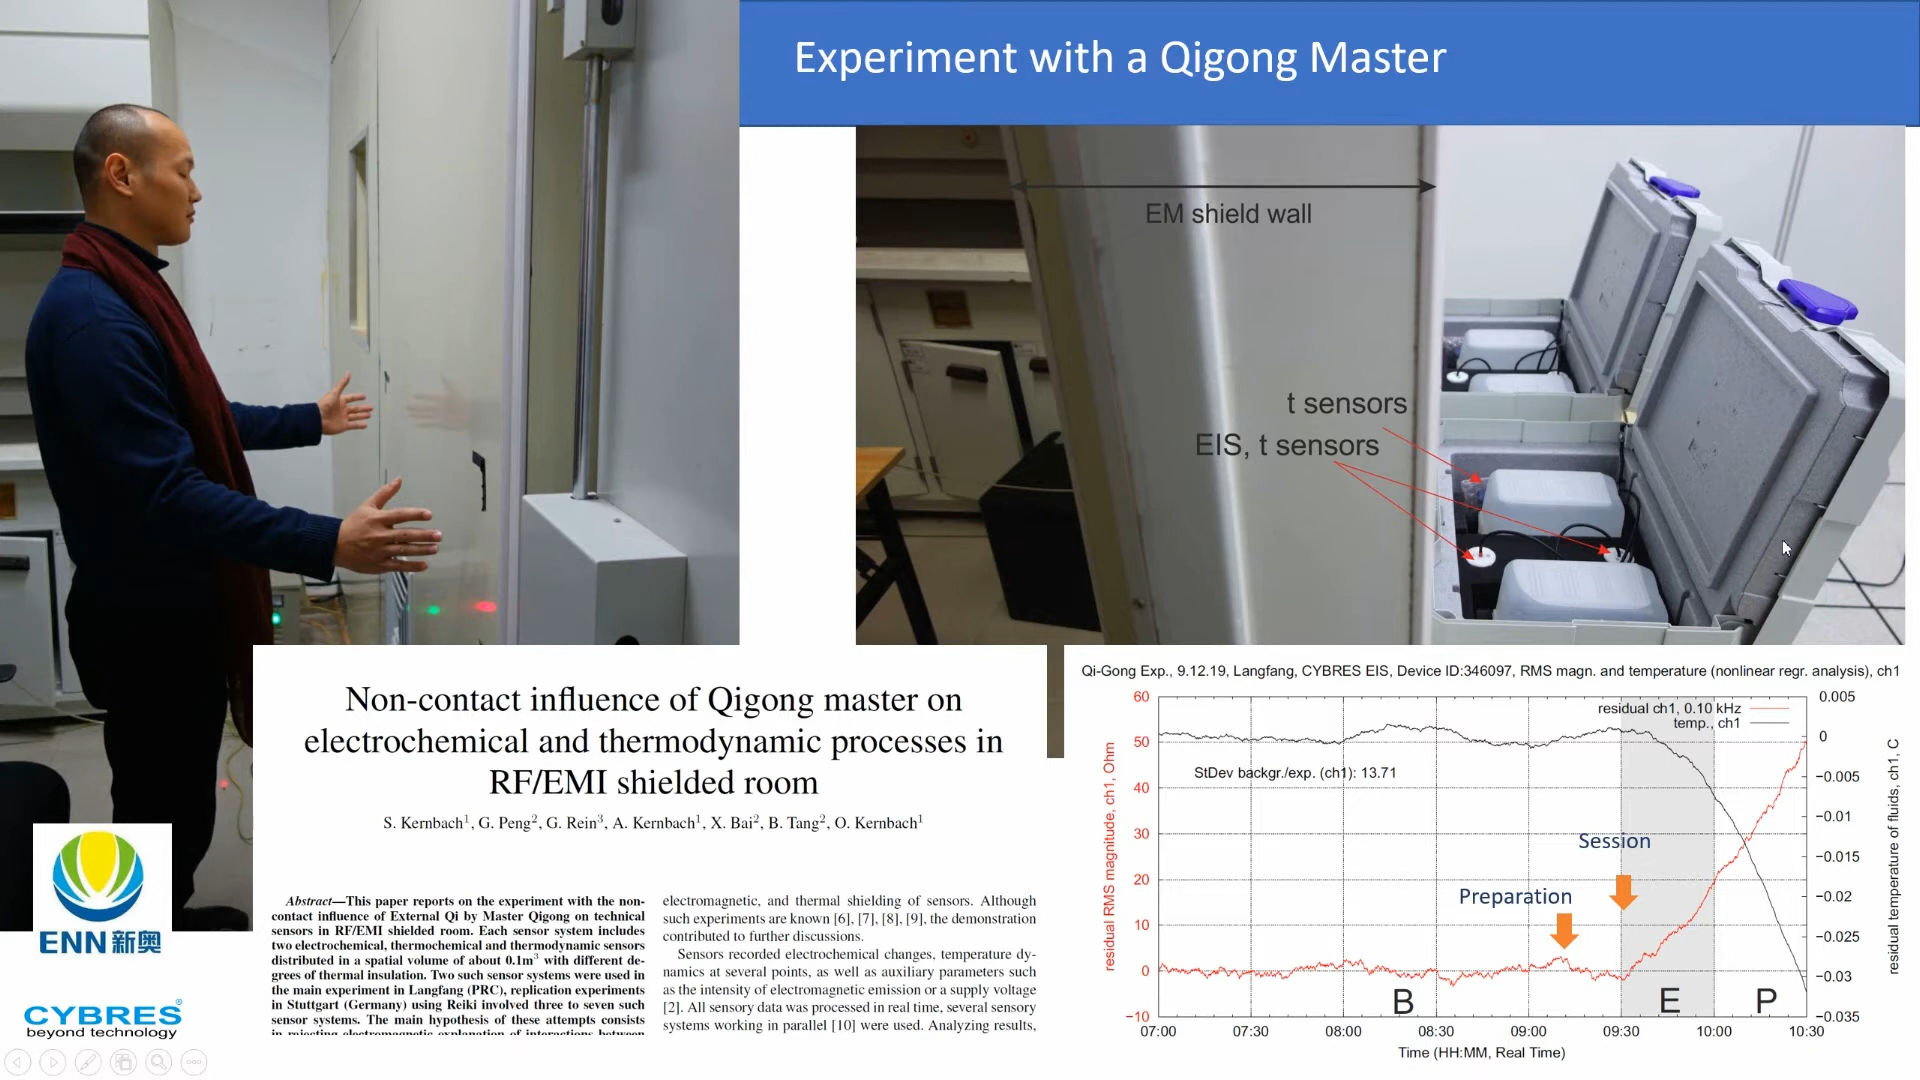 Experiment with a Qigong Master
EM shield wall
t sensors
EIS, t sensors
Non-contact influence of Qigong master on
electrochemical and thermodynamic processes in
RF/EMI shielded room
S. Kernbach¹, G. Peng², G. Rein³, A. Kernbach¹, X. Bai², B. Tang², O. Kernbach¹
Abstract—This paper reports on the experiment with the non-
contact influence of External Qi by Master Qigong on technical
sensors in RF/EMI shielded room. Each sensor system includes
two electrochemical, thermochemical and thermodynamic sensors
distributed in a spatial volume of about 0.1m³ with different de-
grees of thermal insulation. Two such sensor systems were used in
the main experiment in Langfang (PRC), replication experiments
in Stuttgart (Germany) using Reiki involved three to seven such
sensor systems. The main hypothesis of these attempts consists
in rejecting electromagnetic explanation of interactions between
electromagnetic, and thermal shielding of sensors. Although
such experiments are known [6], [7], [8], [9], the demonstration
contributed to further discussions.
Sensors recorded electrochemical changes, temperature dy-
namics at several points, as well as auxiliary parameters such
as the intensity of electromagnetic emission or a supply voltage
[2]. All sensory data was processed in real time, several sensory
systems working in parallel [10] were used. Analyzing results,
ENN新奥
CYBRES®
beyond technology
Qi-Gong Exp., 9.12.19, Langfang, CYBRES EIS, Device ID:346097, RMS magn. and temperature (nonlinear regr. analysis), ch1
residual RMS magnitude, ch1, Ohm
60
50
40
30
20
10
0
−10
residual ch1, 0.10 kHz
temp., ch1
StDev backgr./exp. (ch1): 13.71
Session
Preparation
B
E
P
0.005
0
−0.005
−0.01
−0.015
−0.02
−0.025
−0.03
−0.035
residual temperature of fluids, ch1, C
07:00
07:30
08:00
08:30
09:00
09:30
10:00
10:30
Time (HH:MM, Real Time)